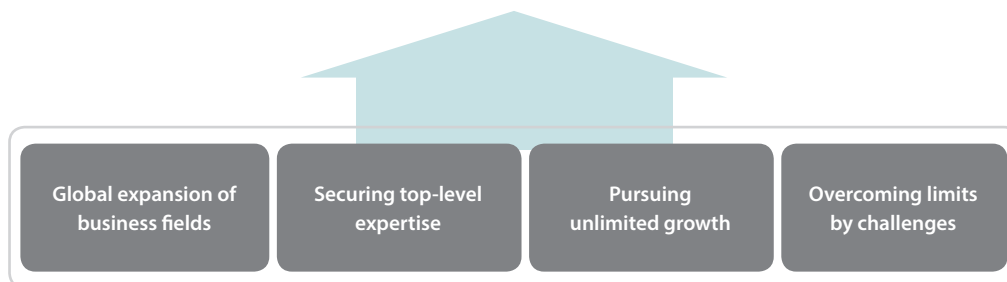 Global expansion of
business fields
Securing top-level
expertise
Pursuing
unlimited growth
Overcoming limits
by challenges